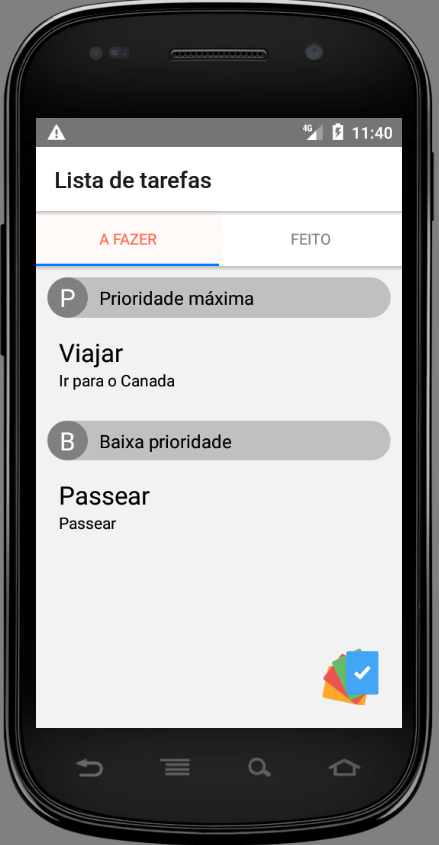 4G 11:40
Lista de tarefas
A FAZER FEITO
P Prioridade máxima
Viajar
Ir para o Canada
B Baixa prioridade
Passear
Passear